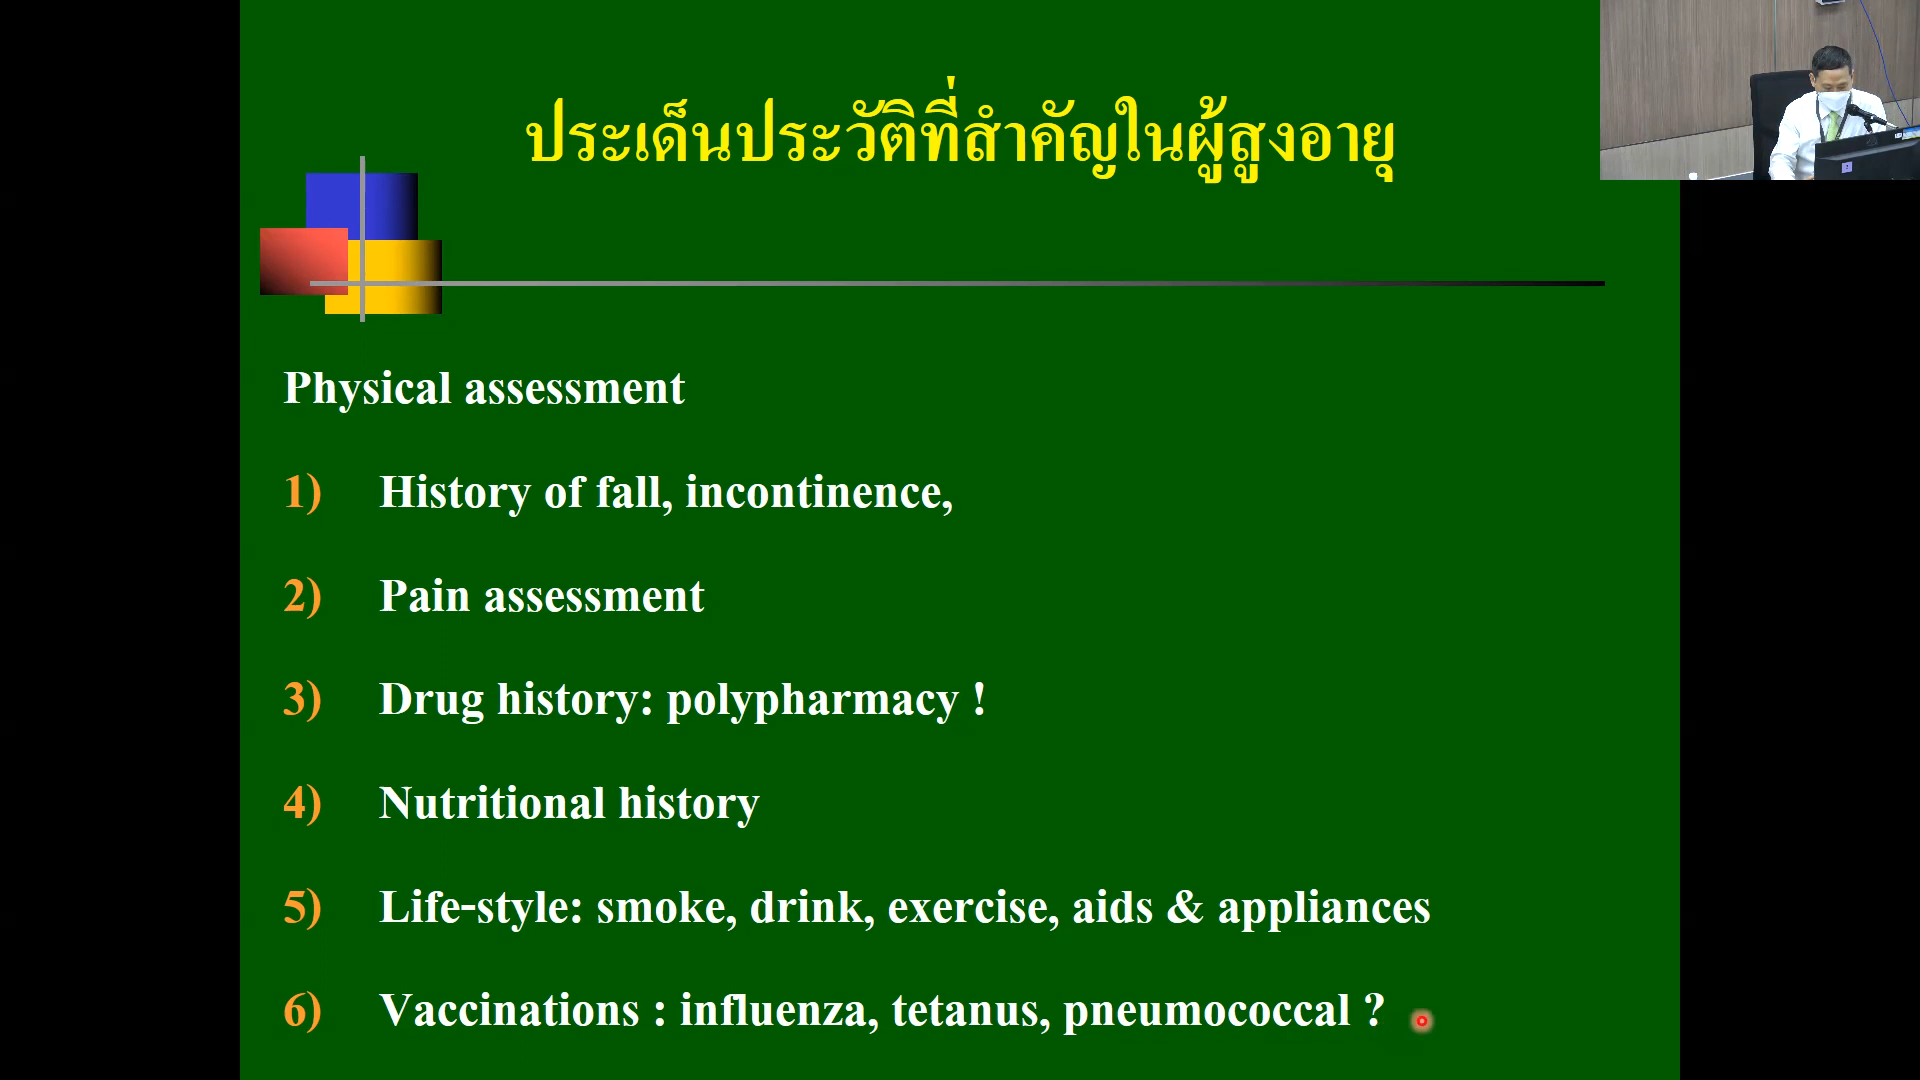 ประเด็นประวัติที่สำคัญในผู้สูงอายุ
Physical assessment
1) History of fall, incontinence,
2) Pain assessment
3) Drug history: polypharmacy !
4) Nutritional history
5) Life-style: smoke, drink, exercise, aids & appliances
6) Vaccinations : influenza, tetanus, pneumococcal ?